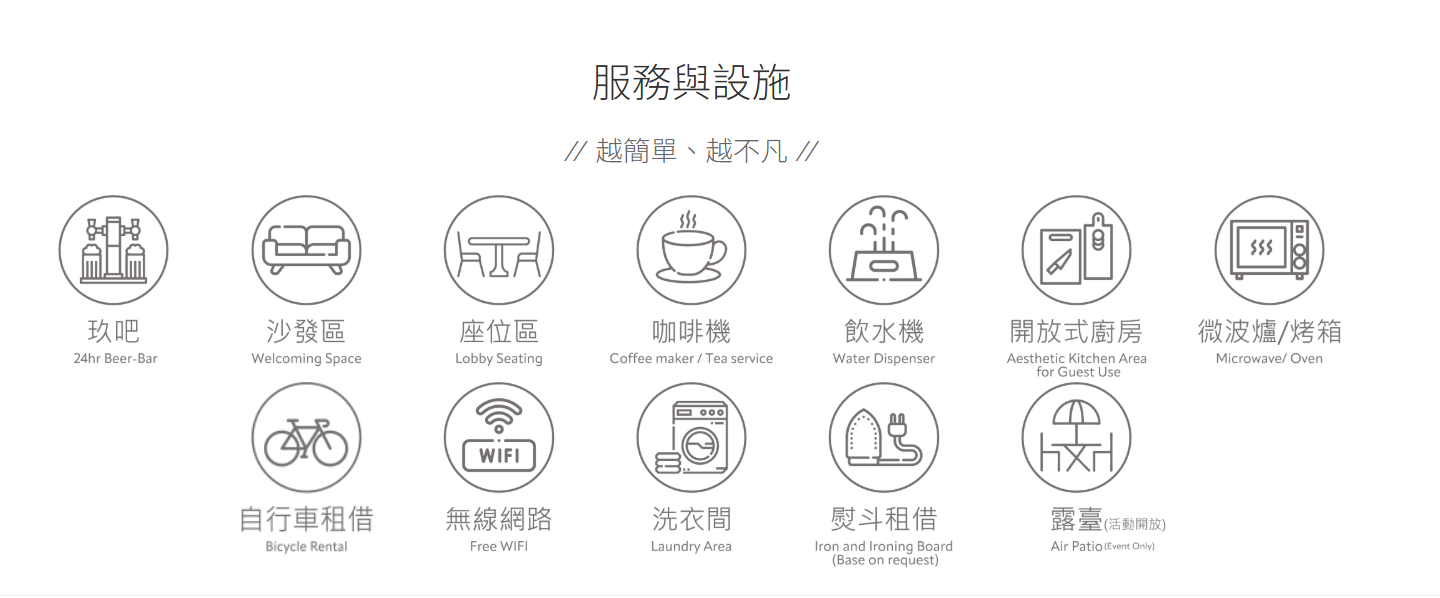 服務與設施
// 越簡單、越不凡 //
玖吧
24hr Beer-Bar
沙發區
Welcoming Space
座位區
Lobby Seating
咖啡機
Coffee maker / Tea service
飲水機
Water Dispenser
開放式廚房
Aesthetic Kitchen Area
for Guest Use
微波爐/烤箱
Microwave/ Oven
自行車租借
Bicycle Rental
WIFI
無線網路
Free WIFI
洗衣間
Laundry Area
熨斗租借
Iron and Ironing Board
(Base on request)
露臺(活動開放)
Air Patio(Event Only)